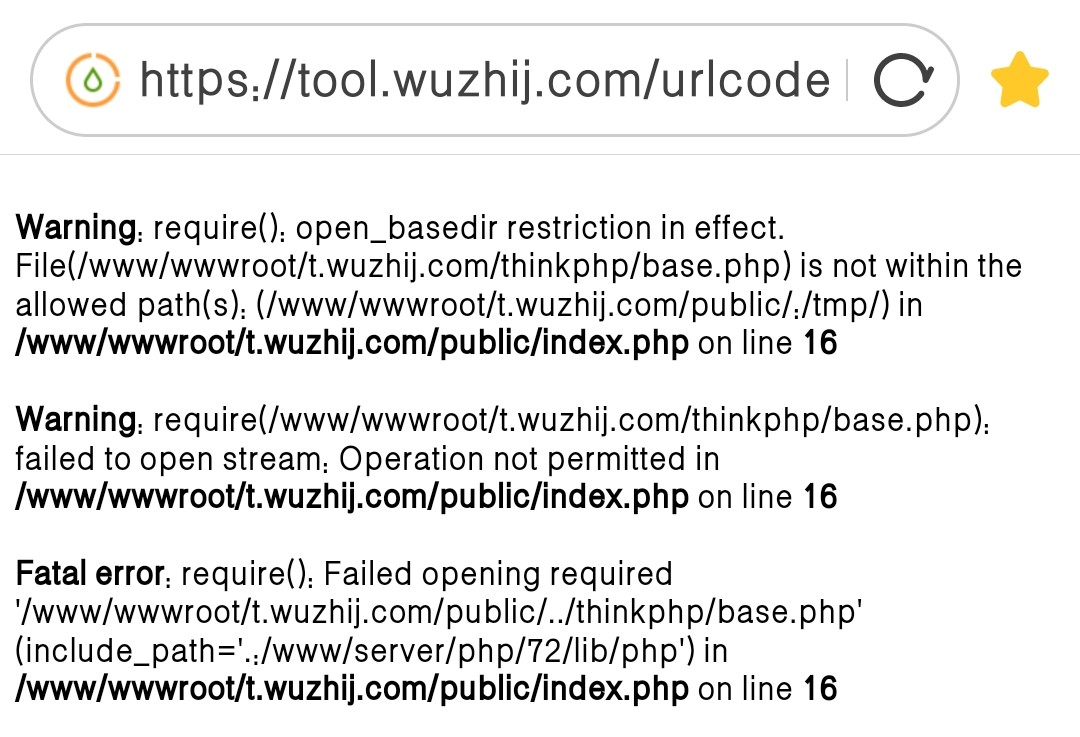 https://tool.wuzhij.com/urlcode
Warning: require(): open_basedir restriction in effect.
File(/www/wwwroot/t.wuzhij.com/thinkphp/base.php) is not within the
allowed path(s): (/www/wwwroot/t.wuzhij.com/public/:/tmp/) in
/www/wwwroot/t.wuzhij.com/public/index.php on line 16
Warning: require(/www/wwwroot/t.wuzhij.com/thinkphp/base.php):
failed to open stream: Operation not permitted in
/www/wwwroot/t.wuzhij.com/public/index.php on line 16
Fatal error: require(): Failed opening required
'/www/wwwroot/t.wuzhij.com/public/../thinkphp/base.php'
(include_path='.:/www/server/php/72/lib/php') in
/www/wwwroot/t.wuzhij.com/public/index.php on line 16